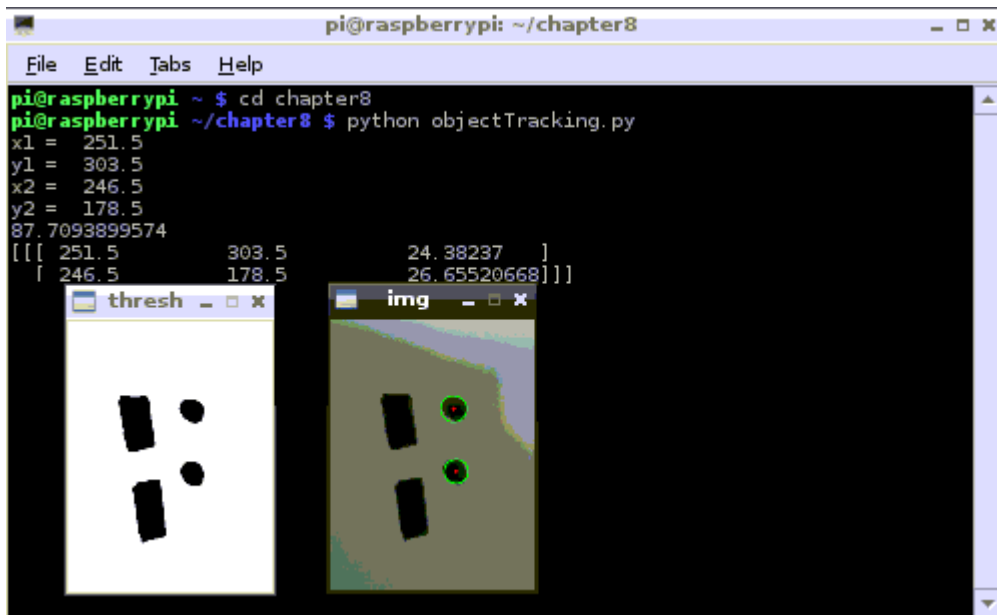 pi@raspberrypi: ~/chapter8
File Edit Tabs Help
pi@raspberrypi ~ $ cd chapter8
pi@raspberrypi ~/chapter8 $ python objectTracking.py
x1 =  251.5
y1 =  303.5
x2 =  246.5
y2 =  178.5
87.7093899574
[[[ 251.5          303.5          24.38237   ]
  [ 246.5          178.5          26.65520668]]]
thresh
img